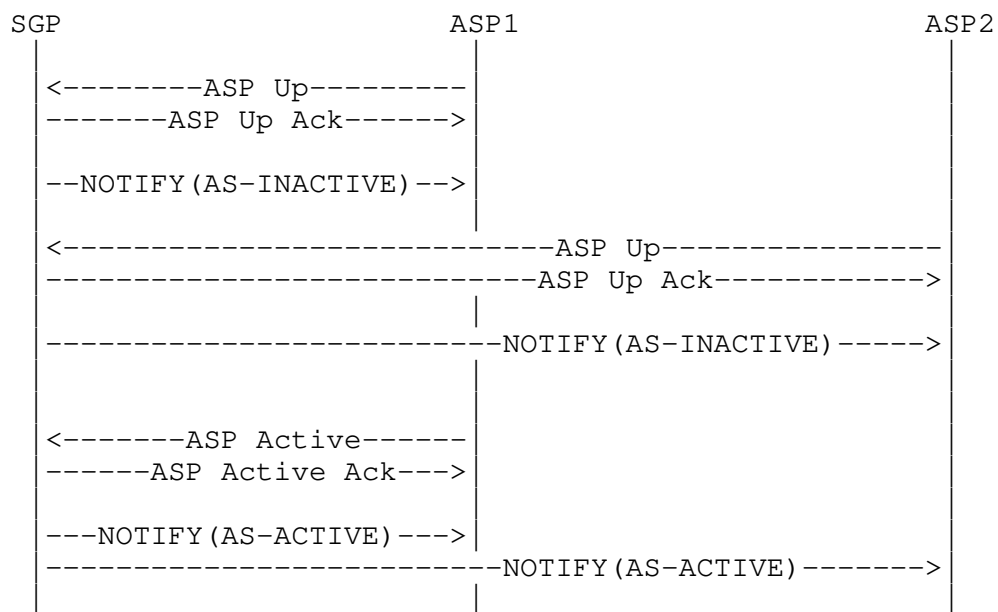 SGP ASP1 ASP2
<--------ASP Up---------
-------ASP Up Ack------>
--NOTIFY(AS-INACTIVE)-->
<----------------------------ASP Up----------------
----------------------------ASP Up Ack------------>
--------------------------NOTIFY(AS-INACTIVE)----->
<-------ASP Active------
------ASP Active Ack--->
---NOTIFY(AS-ACTIVE)--->
--------------------------NOTIFY(AS-ACTIVE)------->